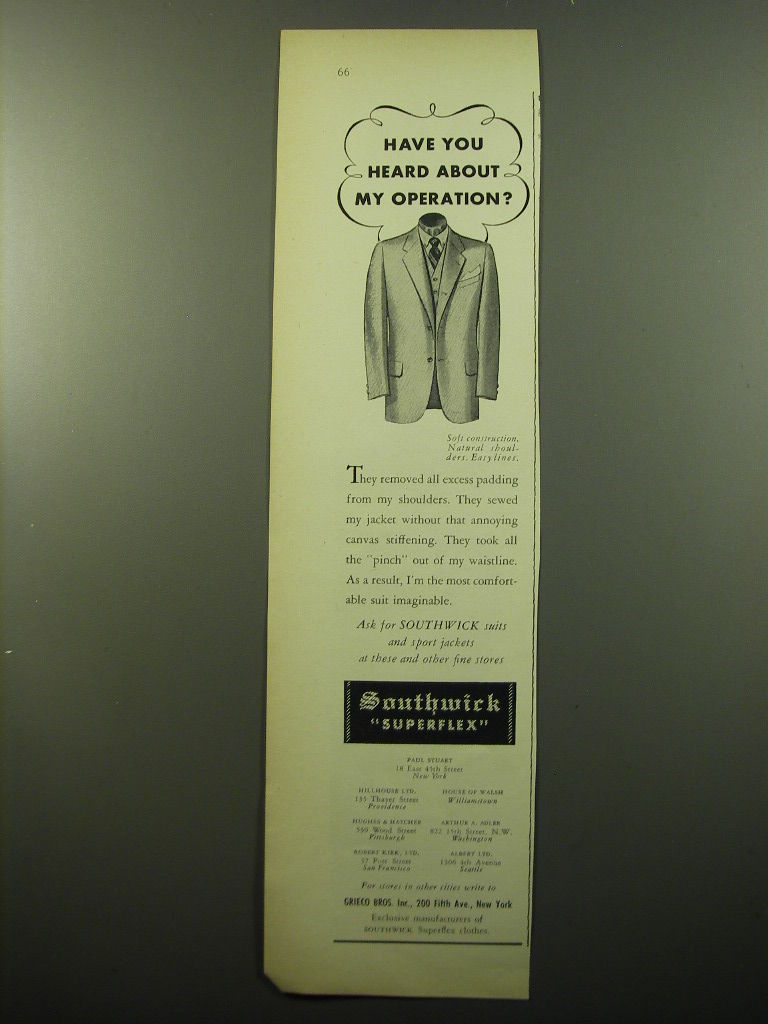 66
HAVE YOU
HEARD ABOUT
MY OPERATION?
Soft construction.
Natural shoul-
ders. Easy lines.
They removed all excess padding
from my shoulders. They sewed
my jacket without that annoying
canvas stiffening. They took all
the "pinch" out of my waistline.
As a result, I'm the most comfort-
able suit imaginable.
Ask for SOUTHWICK suits
and sport jackets
at these and other fine stores
Southwick
"SUPERFLEX"
PAUL STUART
18 East 45th Street
New York
HILLHOUSE LTD.
135 Thayer Street
Providence
HOUSE OF WALSH
Williamstown
HUGHES & HATCHER
Wood Street
Pittsburgh
ARTHUR A. ADLER
822 15th Street, N.W.
Washington
ROBERT KIRK, LTD.
57 Post Street
San Francisco
ALBERT LTD.
1306 4th Avenue
Seattle
For stores in other cities write to
GRIECO BROS. Inc., 200 Fifth Ave., New York
Exclusive manufacturers of
SOUTHWICK Superflex clothes.